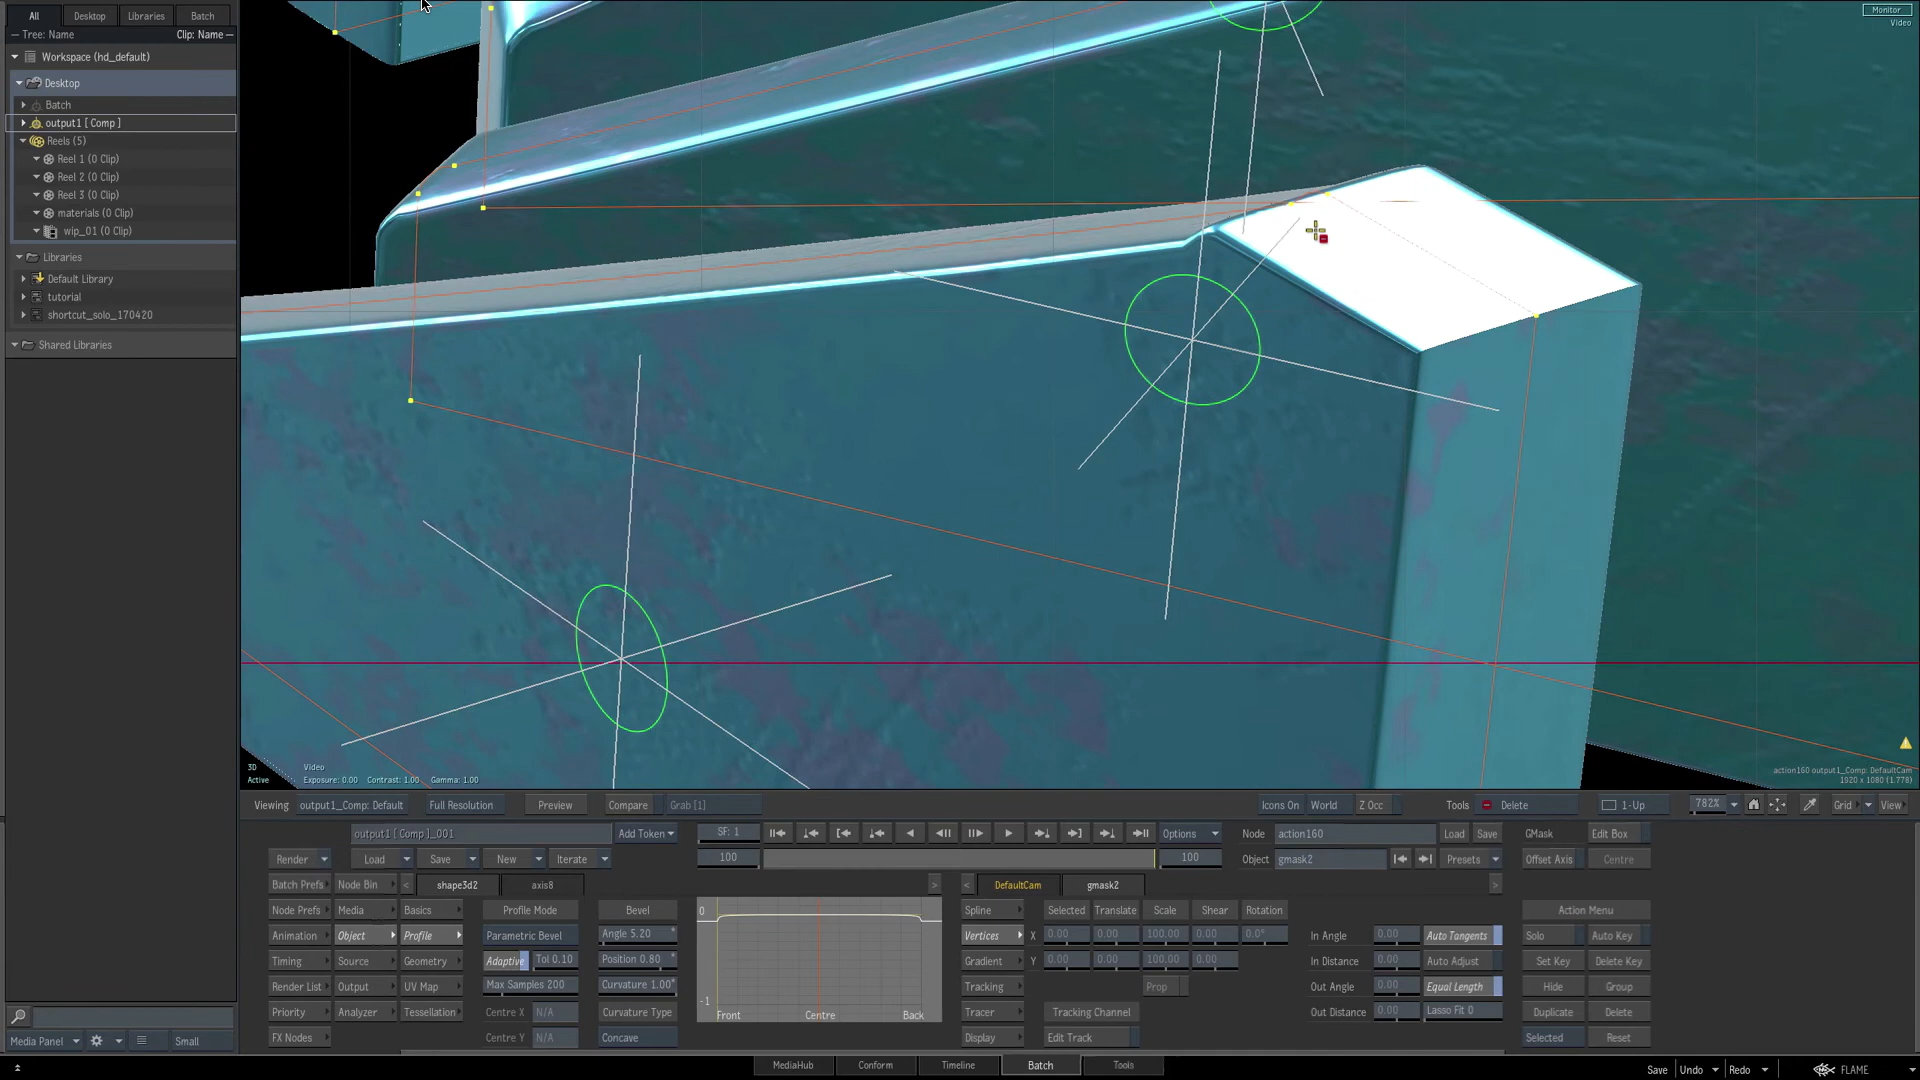 All Desktop Libraries Batch
Tree: Name Clip: Name
Workspace (hd_default)
Desktop
Batch
output1 [ Comp ]
Reels (5)
Reel 1 (0 Clip)
Reel 2 (0 Clip)
Reel 3 (0 Clip)
materials (0 Clip)
wip_01 (0 Clip)
Libraries
Default Library
tutorial
shortcut_solo_170420
Shared Libraries
Monitor
Video
3D Video
Active Exposure: 0.00 Contrast: 1.00 Gamma: 1.00
action160 output1_Comp: DefaultCam
1920 x 1080 (1.778)
Viewing output1_Comp: Default Full Resolution Preview Compare Grab [1] Icons On World Z Occ Tools Delete 1-Up 782% Grid View
output1 [ Comp ]_001 Add Token SF: 1 Options Node action160 Load Save GMask Edit Box
Render Load Save New Iterate 100 100 Object gmask2 Presets Offset Axis Centre
Batch Prefs Node Bin < shape3d2 axis8 > < DefaultCam gmask2 >
Node Prefs Media Basics Profile Mode Bevel 0 Spline Selected Translate Scale Shear Rotation Action Menu
Animation Object Profile Parametric Bevel Angle 5.20 Vertices X 0.00 0.00 100.00 0.00 0.0° In Angle 0.00 Auto Tangents Solo Auto Key
Timing Source Geometry Adaptive Tol 0.10 Position 0.80 Gradient Y 0.00 0.00 100.00 0.00 In Distance 0.00 Auto Adjust Set Key Delete Key
Render List Output UV Map Max Samples 200 Curvature 1.00 Tracking Prop Out Angle 0.00 Equal Length Hide Group
Priority Analyzer Tessellation Centre X N/A Curvature Type -1 Front Centre Back Tracer Tracking Channel Out Distance 0.00 Lasso Fit 0 Duplicate Delete
FX Nodes Centre Y N/A Concave Display Edit Track Selected Reset
Media Panel Small
MediaHub Conform Timeline Batch Tools Save Undo Redo FLAME